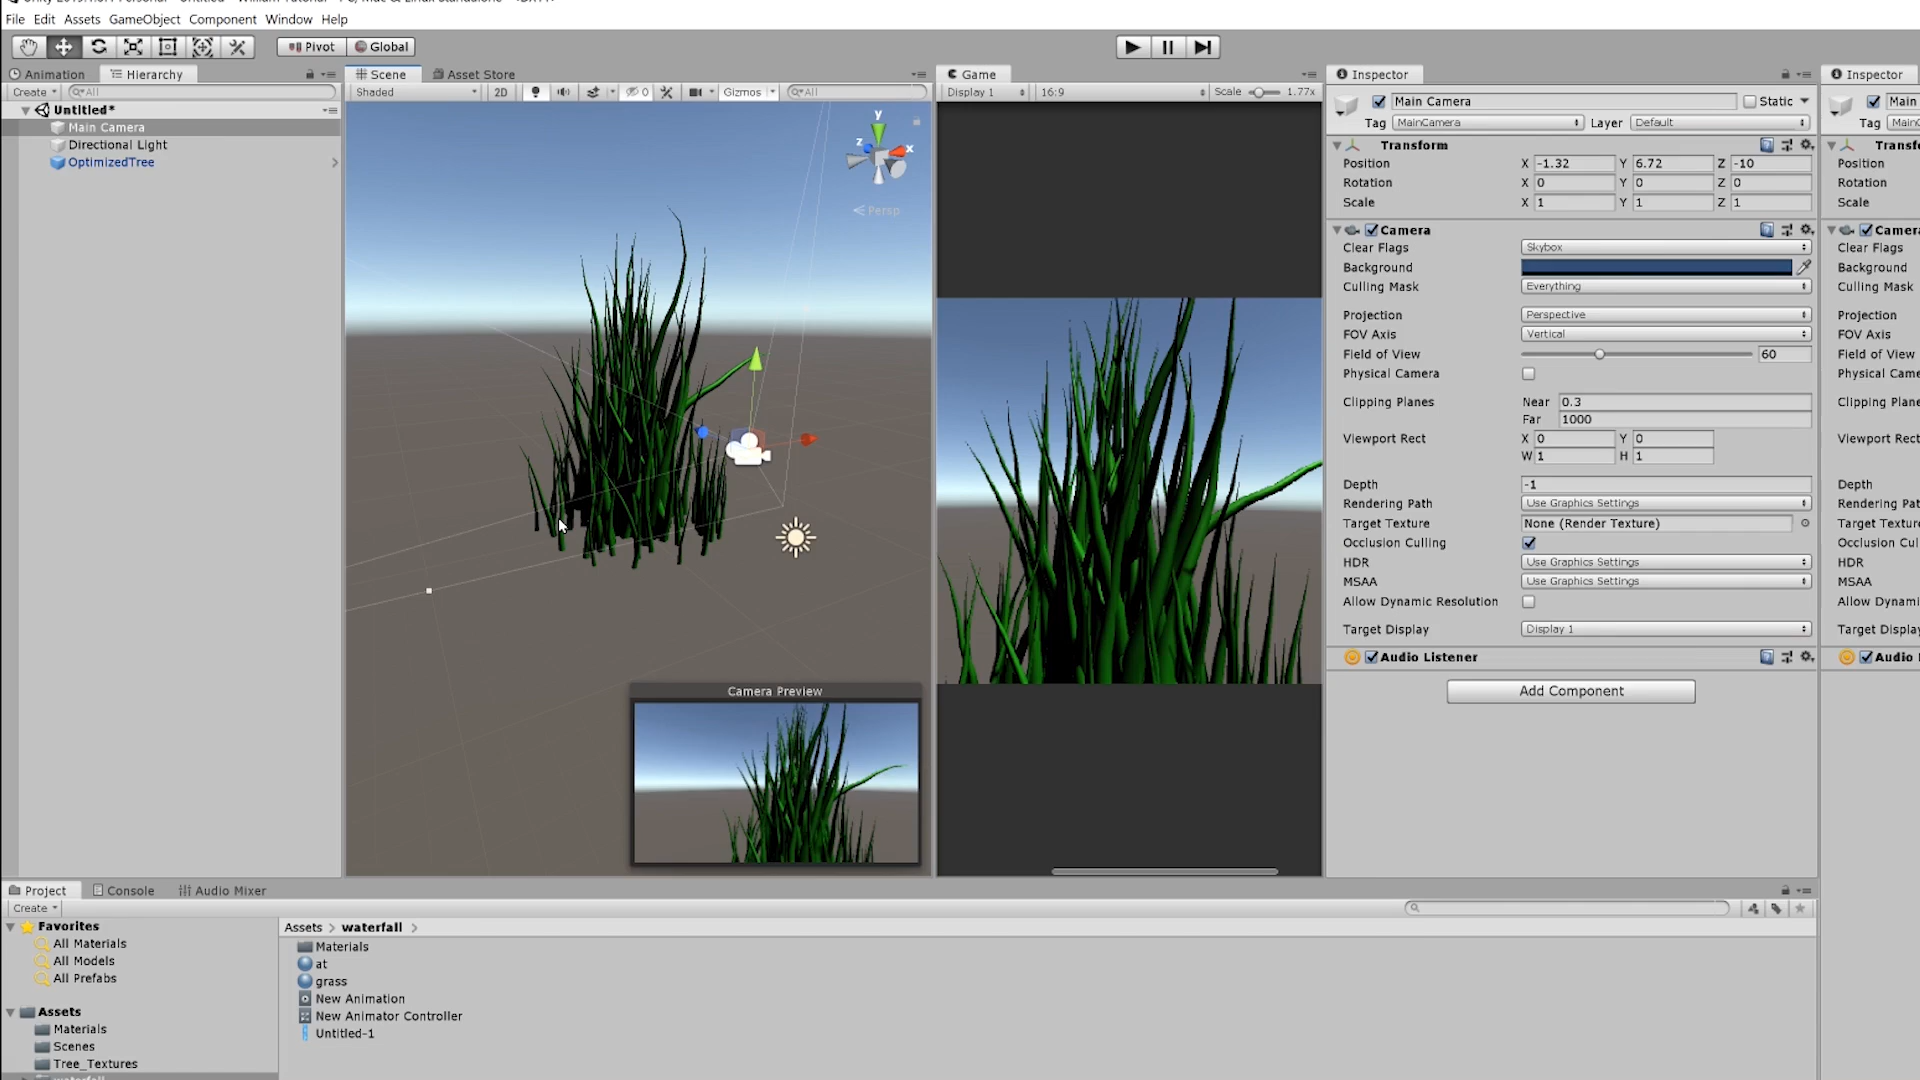 File Edit Assets GameObject Component Window Help
Pivot Global
Animation Hierarchy Scene Asset Store Game Inspector Inspector
Create All Shaded 2D 0 Gizmos All Display 1 16:9 Scale 1.77x
Untitled*
Main Camera
Directional Light
OptimizedTree
y
z x
Persp
Main Camera Static Main
Tag MainCamera Layer Default Tag
Transform
Position X -1.32 Y 6.72 Z -10 Position
Rotation X 0 Y 0 Z 0 Rotation
Scale X 1 Y 1 Z 1 Scale
Camera
Clear Flags Skybox Clear Flags
Background Background
Culling Mask Everything Culling Mask
Projection Perspective Projection
FOV Axis Vertical FOV Axis
Field of View 60 Field of View
Physical Camera Physical Came
Clipping Planes Near 0.3 Clipping Plane
Far 1000
Viewport Rect X 0 Y 0 Viewport Rect
W 1 H 1
Depth -1 Depth
Rendering Path Use Graphics Settings Rendering Pat
Target Texture None (Render Texture) Target Texture
Occlusion Culling Occlusion Cul
HDR Use Graphics Settings HDR
MSAA Use Graphics Settings MSAA
Allow Dynamic Resolution Allow Dynami
Target Display Display 1 Target Display
Audio Listener Audio
Add Component
Camera Preview
Project Console Audio Mixer
Create
Favorites
All Materials
All Models
All Prefabs
Assets
Materials
Scenes
Tree_Textures
Assets > waterfall >
Materials
at
grass
New Animation
New Animator Controller
Untitled-1